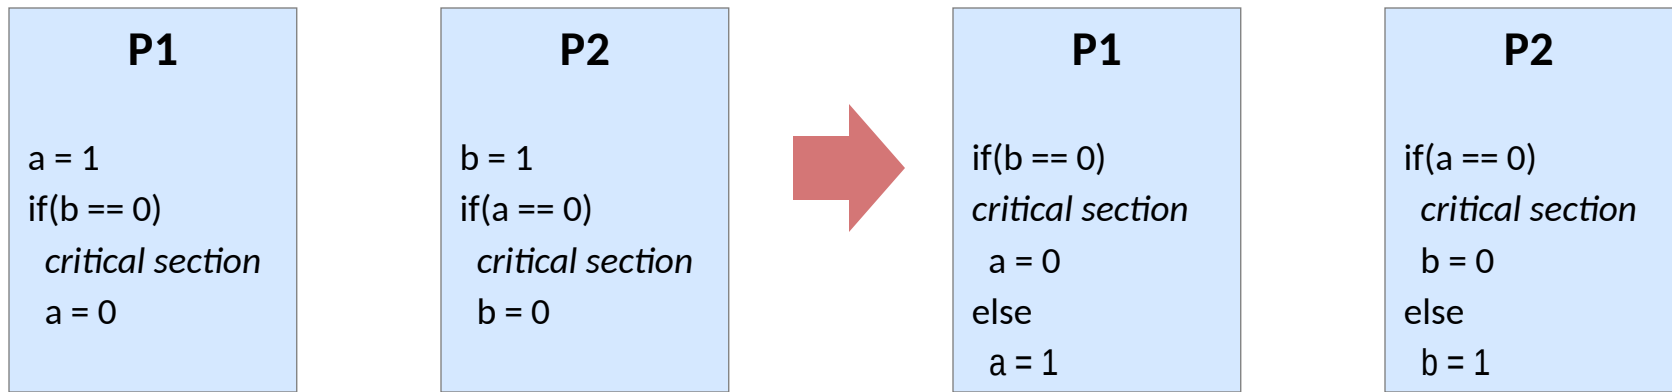 P1
a = 1
if(b == 0)
critical section
a = 0
P2
b = 1
if(a == 0)
critical section
b = 0
P1
if(b == 0)
critical section
a = 0
else
a = 1
P2
if(a == 0)
critical section
b = 0
else
b = 1